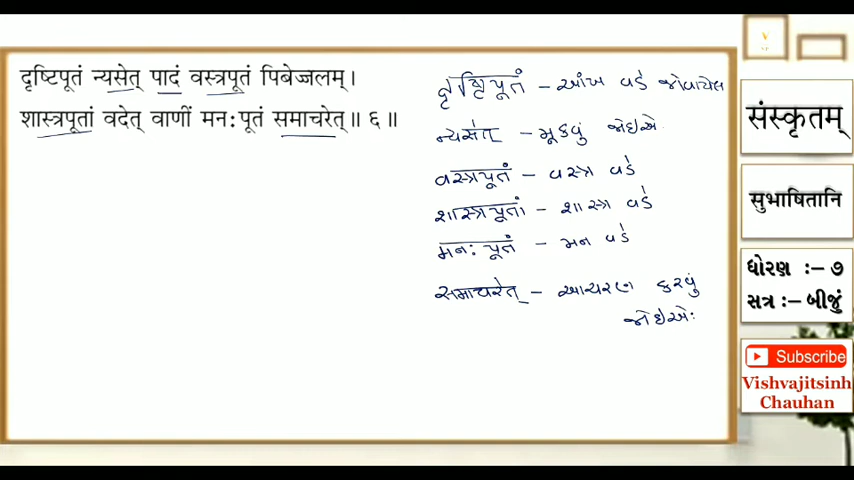 दृष्टिपूतं न्यसेत् पादं वस्त्रपूतं पिबेज्जलम्।
शास्त्रपूतां वदेत् वाणीं मनःपूतं समाचरेत्॥ ६ ॥
दृष्टिपूतं – આંખ વડે જોવાયેલ
न्यसेत् – મૂકવું જોઈએ.
वस्त्रपूतं – વસ્ત્ર વડે
शास्त्रपूतां – શાસ્ત્ર વડે
मनः पूतं – મન વડે
समाचरेत् – આચરણ કરવું
જોઈએ.
संस्कृतम्
सुभाषितानि
ધોરણ :– ૭
સત્ર :– બીજું
Subscribe
Vishvajitsinh
Chauhan